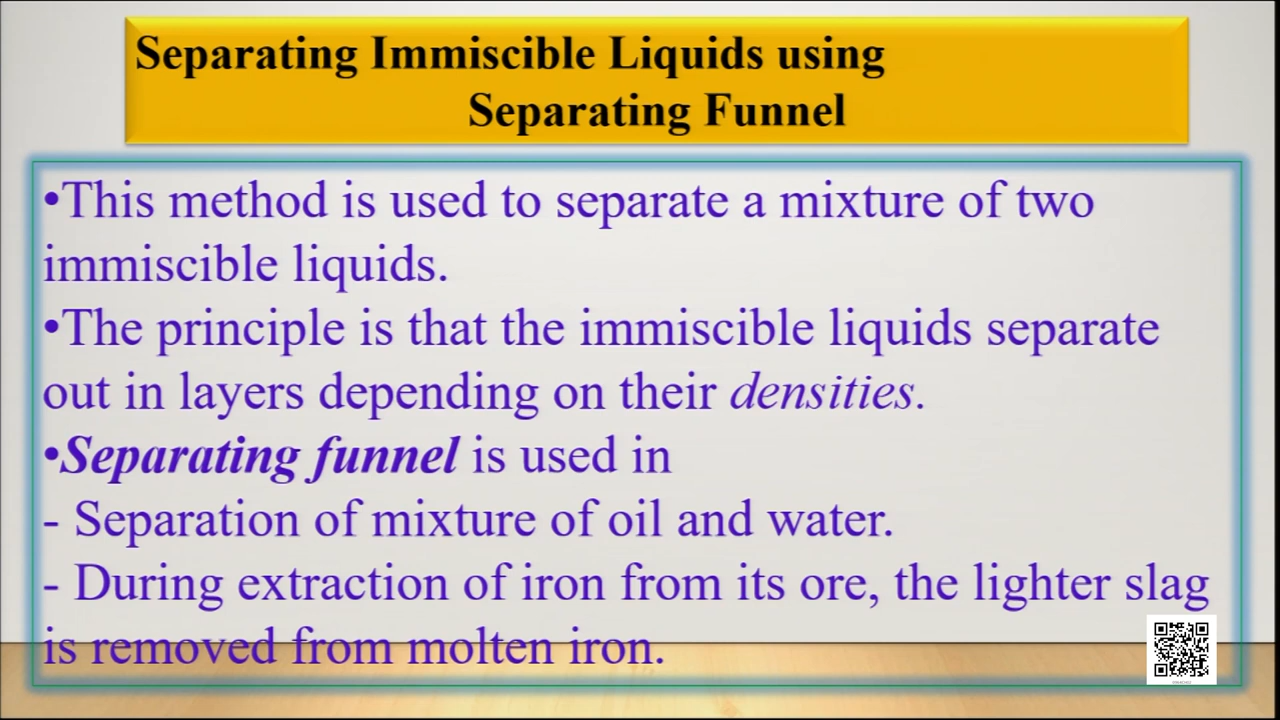 Separating Immiscible Liquids using
Separating Funnel
•This method is used to separate a mixture of two
immiscible liquids.
•The principle is that the immiscible liquids separate
out in layers depending on their densities.
•Separating funnel is used in
- Separation of mixture of oil and water.
- During extraction of iron from its ore, the lighter slag
is removed from molten iron.